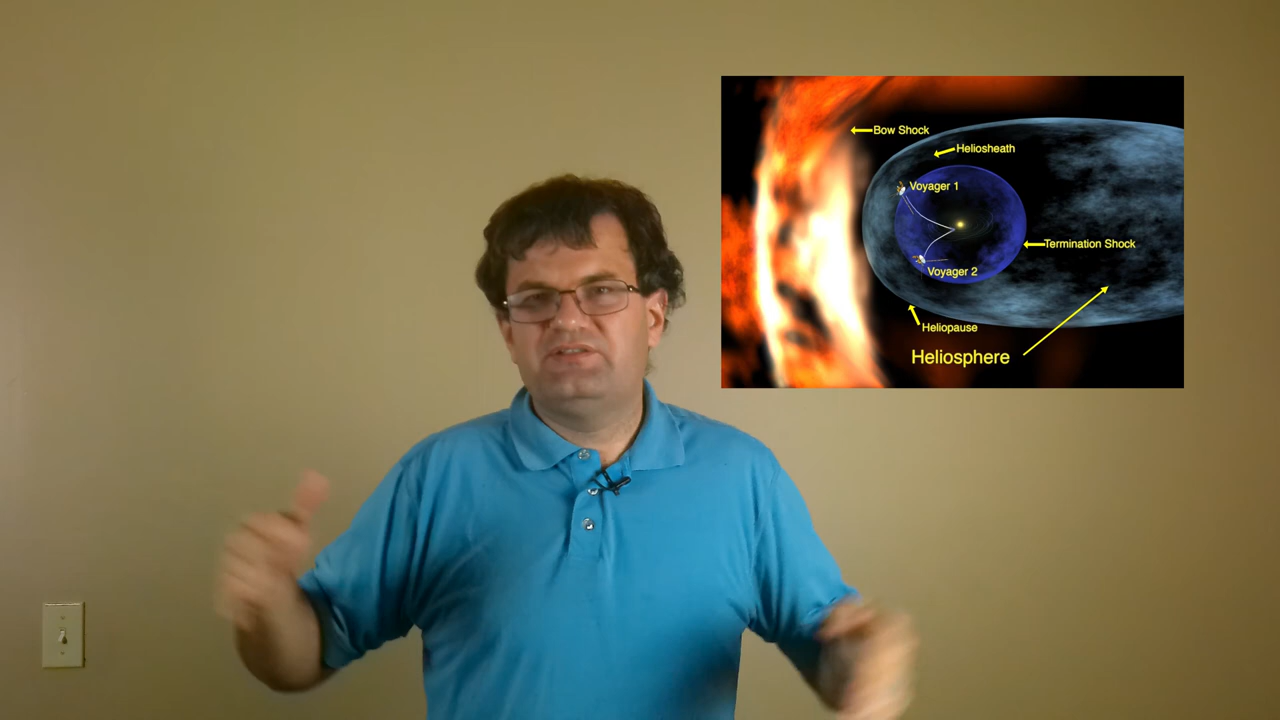 Bow Shock
Heliosheath
Voyager 1
Termination Shock
Voyager 2
Heliopause
Heliosphere